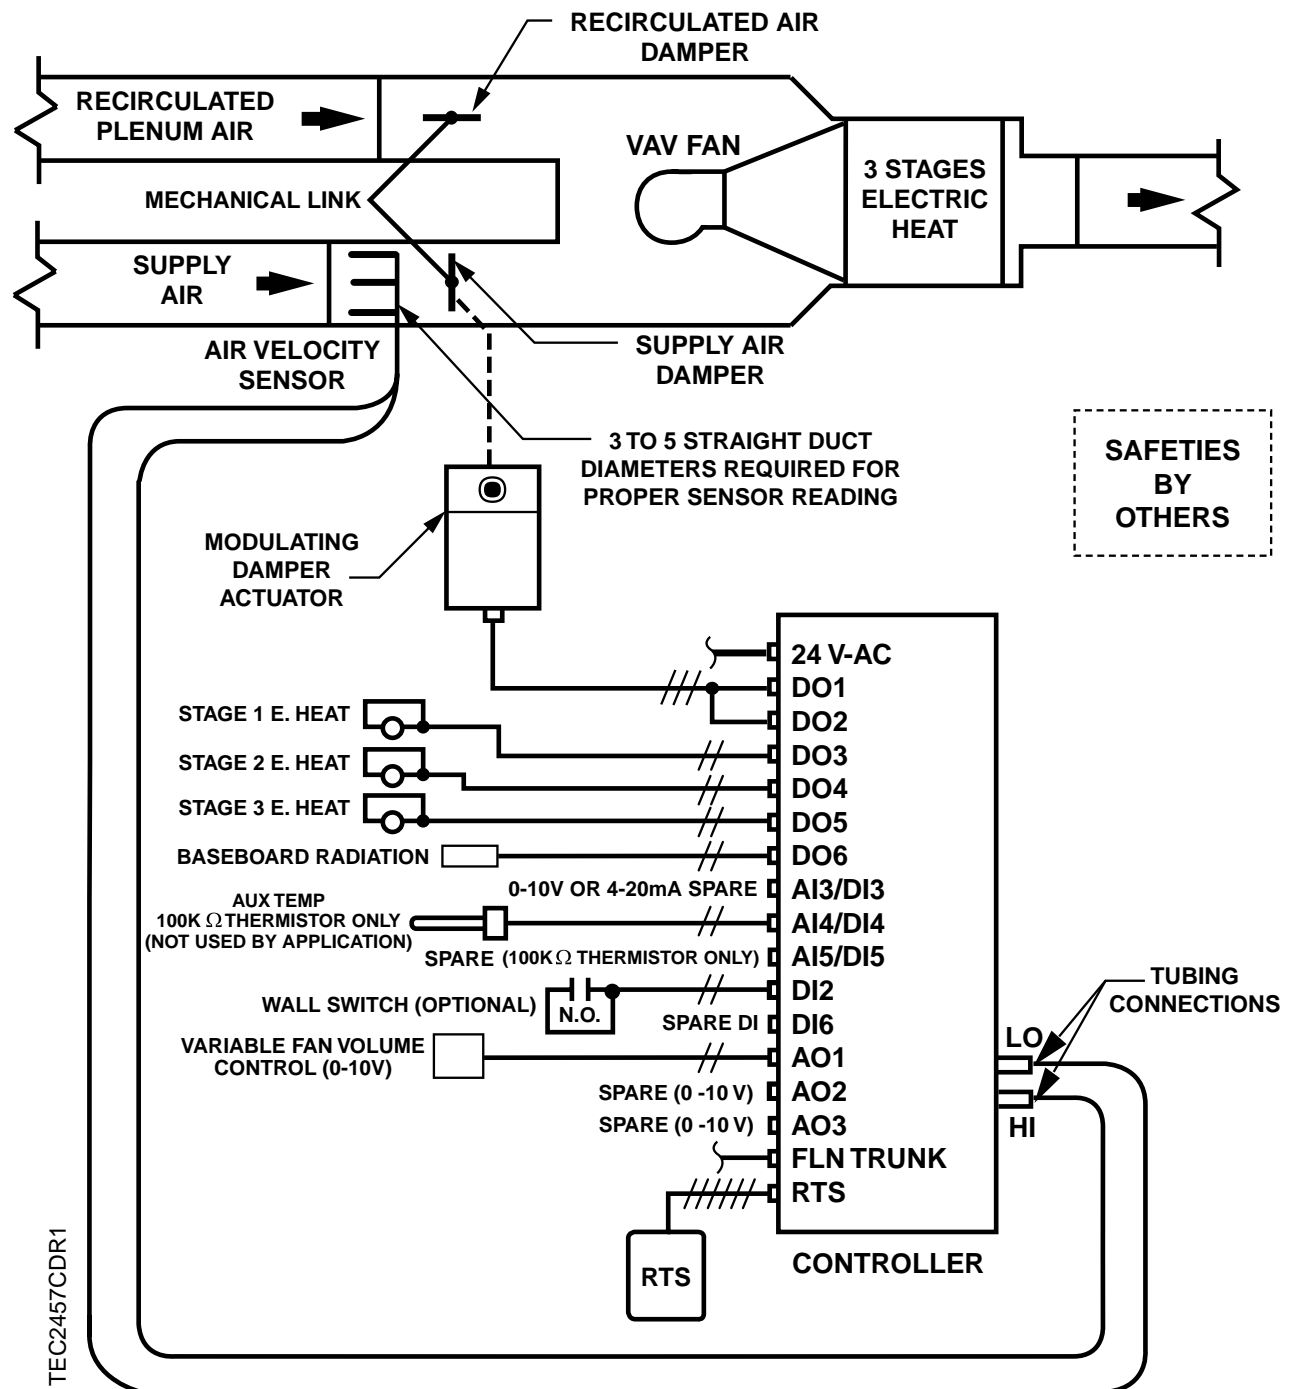 RECIRCULATED AIR
DAMPER
RECIRCULATED
PLENUM AIR
VAV FAN
3 STAGES
ELECTRIC
HEAT
MECHANICAL LINK
SUPPLY
AIR
AIR VELOCITY
SENSOR
SUPPLY AIR
DAMPER
3 TO 5 STRAIGHT DUCT
DIAMETERS REQUIRED FOR
PROPER SENSOR READING
SAFETIES
BY
OTHERS
MODULATING
DAMPER
ACTUATOR
24 V-AC
DO1
DO2
STAGE 1 E. HEAT
DO3
STAGE 2 E. HEAT
DO4
STAGE 3 E. HEAT
DO5
BASEBOARD RADIATION
DO6
0-10V OR 4-20mA SPARE
AI3/DI3
AUX TEMP
100K Ω THERMISTOR ONLY
(NOT USED BY APPLICATION)
AI4/DI4
SPARE (100K Ω THERMISTOR ONLY)
AI5/DI5
WALL SWITCH (OPTIONAL)
N.O.
DI2
SPARE DI
DI6
VARIABLE FAN VOLUME
CONTROL (0-10V)
AO1
SPARE (0 -10 V)
AO2
SPARE (0 -10 V)
AO3
FLN TRUNK
RTS
RTS
CONTROLLER
TUBING
CONNECTIONS
LO
HI
TEC2457CDR1